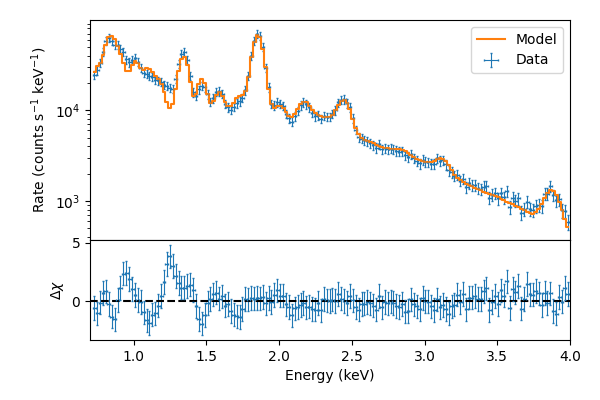 Model
Data
Rate (counts s⁻¹ keV⁻¹)
10⁴
10³
5
0
Δχ
1.0 1.5 2.0 2.5 3.0 3.5 4.0
Energy (keV)